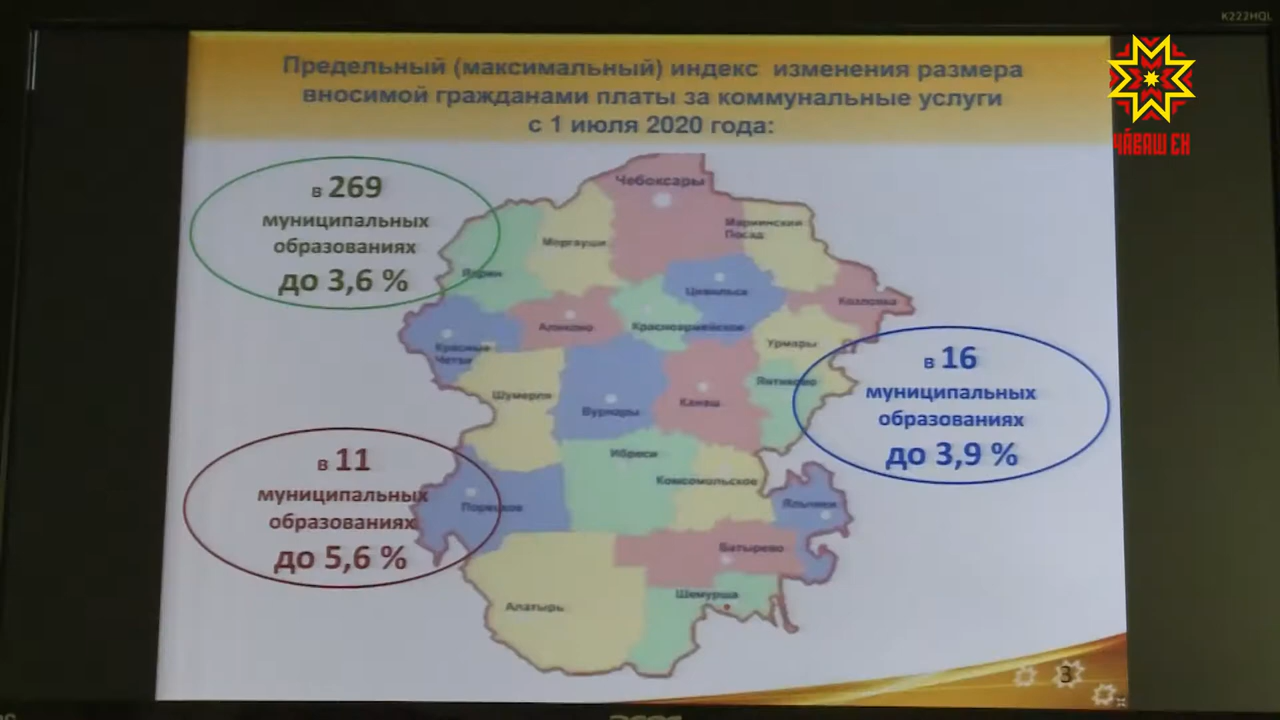 K222HQL
Предельный (максимальный) индекс изменения размера
вносимой гражданами платы за коммунальные услуги
с 1 июля 2020 года:
ЧӐВАШ ЕН
в 269
муниципальных
образованиях
до 3,6 %
Чебоксары
Мариинский
Посад
Моргауши
Ядрин
Цивильск
Козловка
Аликово
Красноармейское
Красные
Четаи
Урмары
Янтиково
Шумерля
Вурнары
Канаш
в 16
муниципальных
образованиях
до 3,9 %
Ибреси
Комсомольское
в 11
муниципальных
образованиях
до 5,6 %
Порецкое
Яльчики
Батырево
Шемурша
Алатырь
3
acer